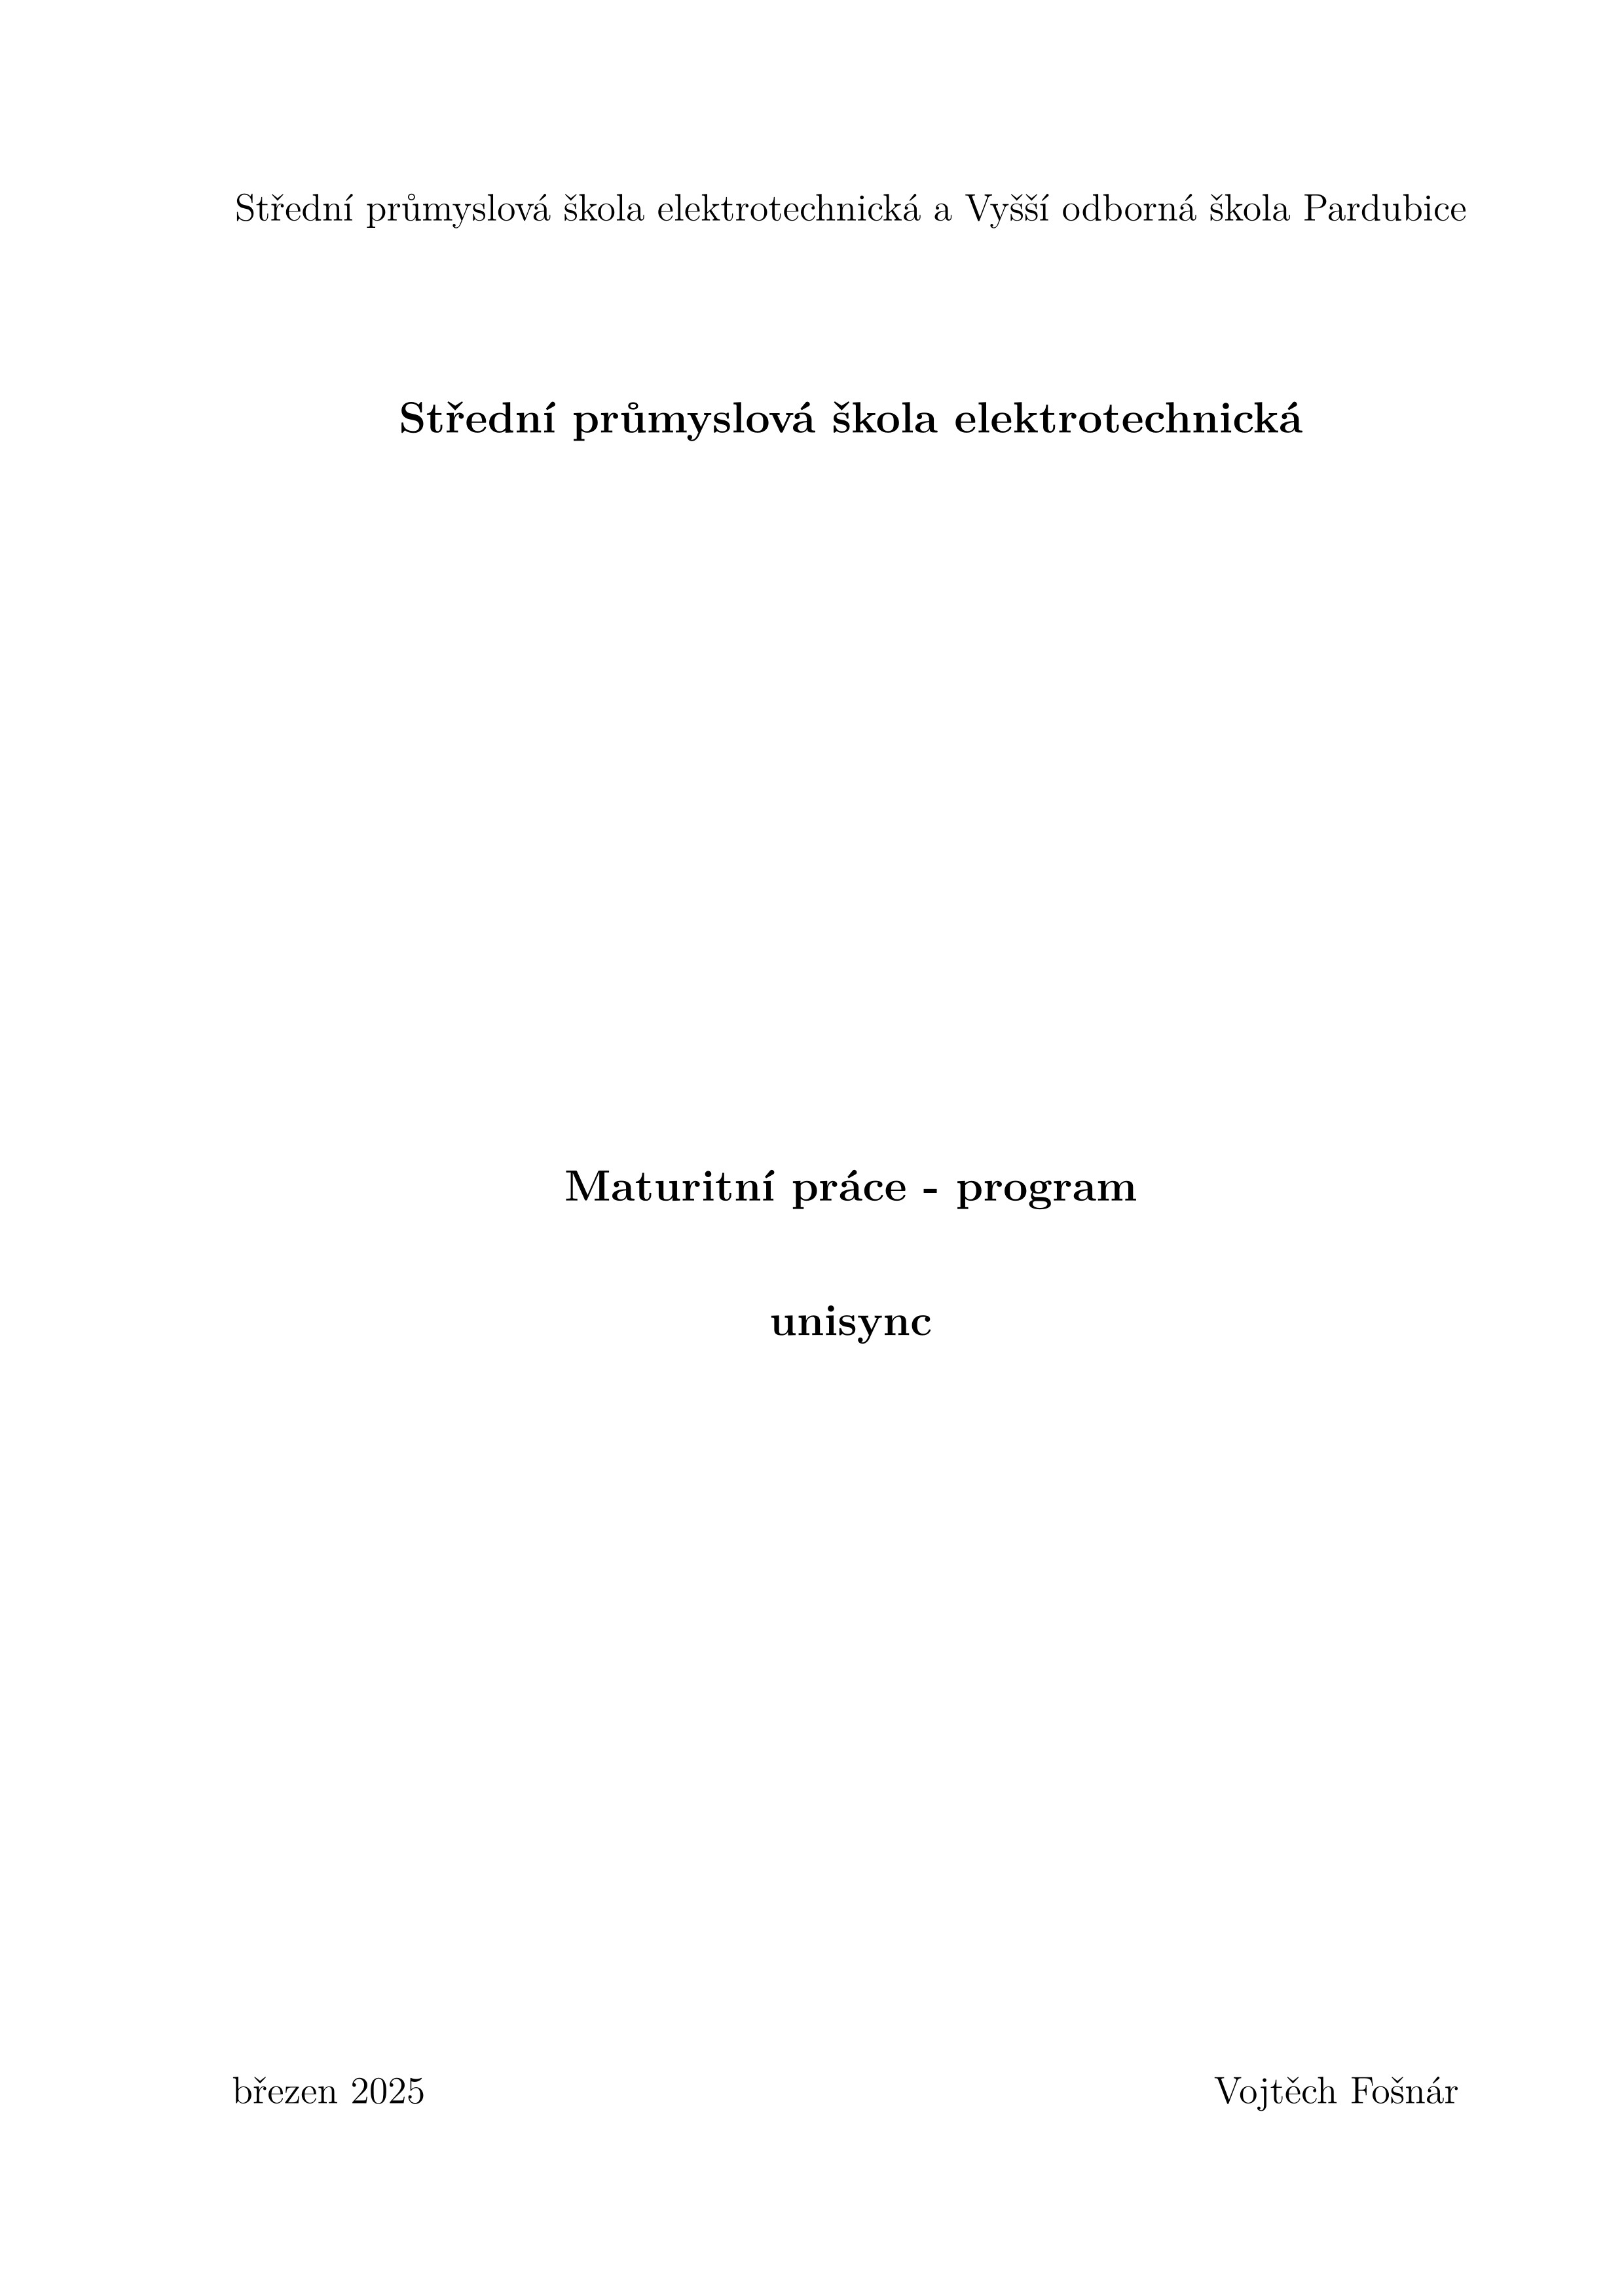 Střední průmyslová škola elektrotechnická a Vyšší odborná škola Pardubice
Střední průmyslová škola elektrotechnická
Maturitní práce - program
unisync
březen 2025
Vojtěch Fošnár